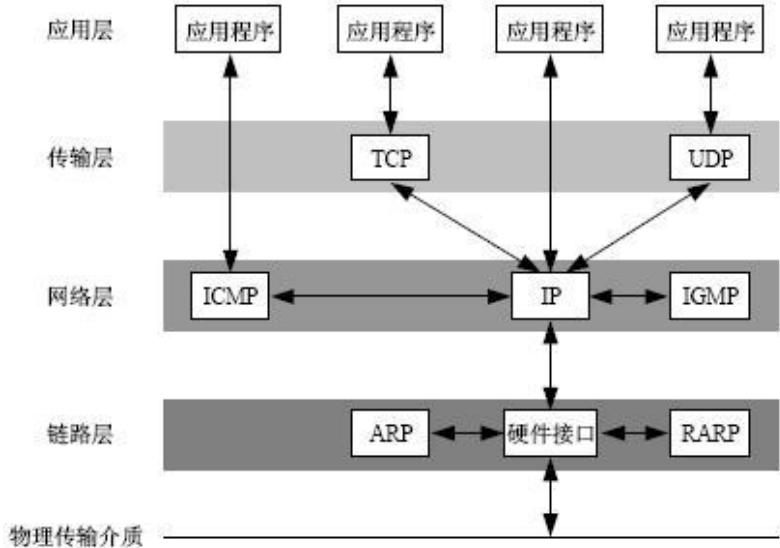 应用层 应用程序 应用程序 应用程序 应用程序
传输层 TCP UDP
网络层 ICMP IP IGMP
链路层 ARP 硬件接口 RARP
物理传输介质